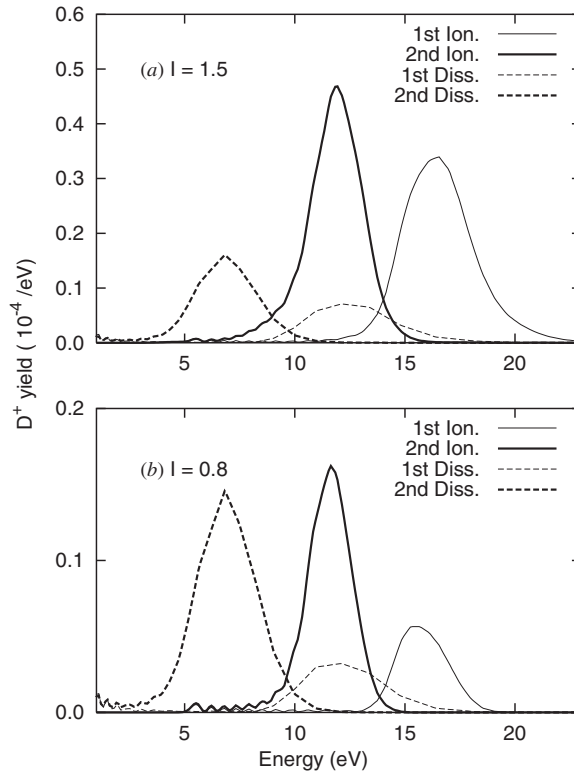 0.6
0.5
0.4
0.3
0.2
0.1
0.0
(a) I = 1.5
1st Ion.
2nd Ion.
1st Diss.
2nd Diss.
5 10 15 20
D+ yield ( 10-4 /eV)
0.2
0.1
0.0
(b) I = 0.8
1st Ion.
2nd Ion.
1st Diss.
2nd Diss.
5 10 15 20
Energy (eV)